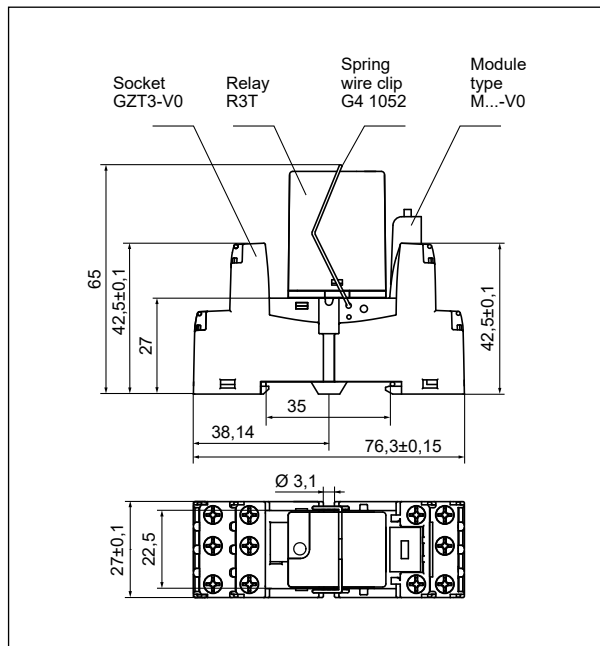 Socket
GZT3-V0
Relay
R3T
Spring
wire clip
G4 1052
Module
type
M...-V0
65
42,5±0,1
27
42,5±0,1
35
38,14
76,3±0,15
Ø 3,1
27±0,1
22,5